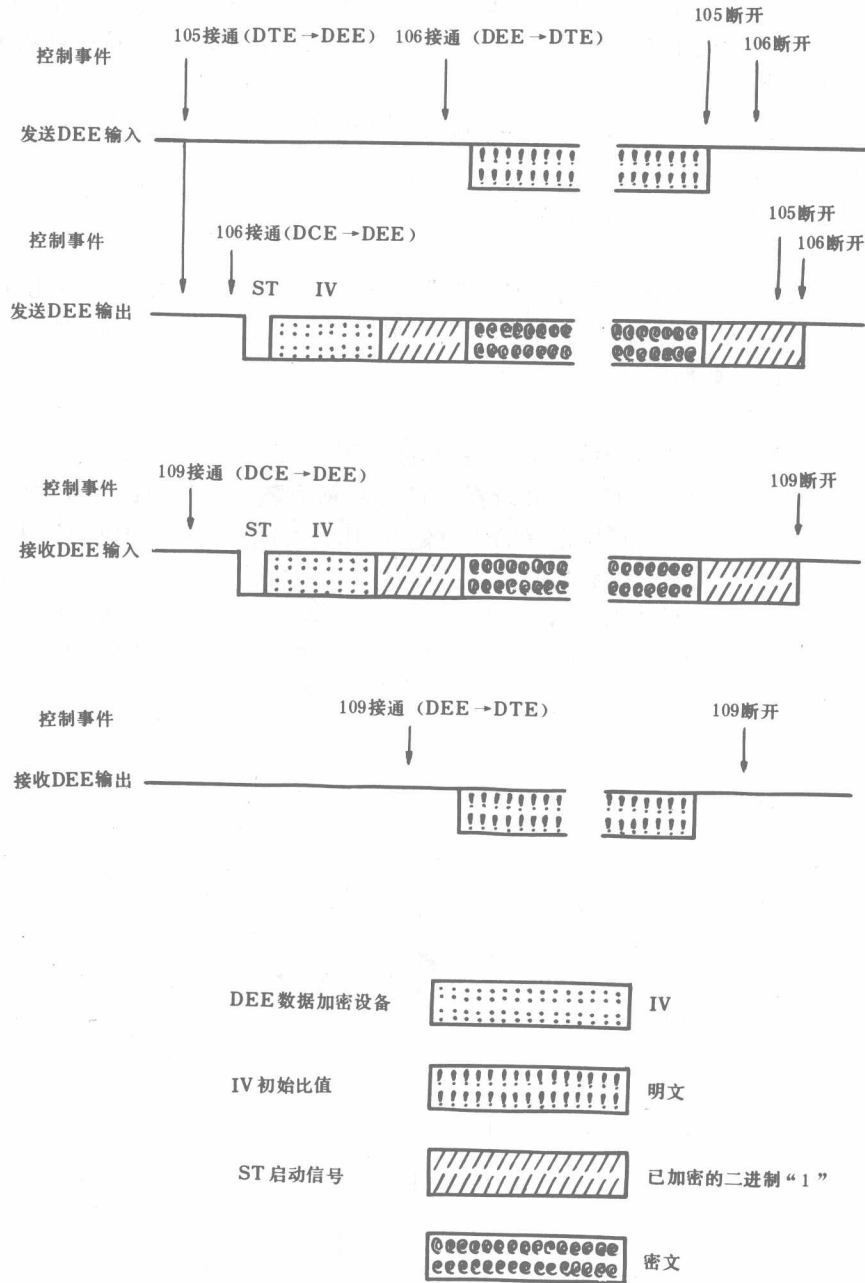 105断开
105接通(DTE→DEE) 106接通 (DEE→DTE) 106断开
控制事件
发送DEE输入
105断开
控制事件 106接通(DCE→DEE) 106断开
ST IV
发送DEE输出
109接通 (DCE→DEE) 109断开
控制事件
ST IV
接收DEE输入
109接通 (DEE→DTE) 109断开
控制事件
接收DEE输出
DEE数据加密设备 IV
IV初始比值 明文
ST启动信号 已加密的二进制“1”
密文